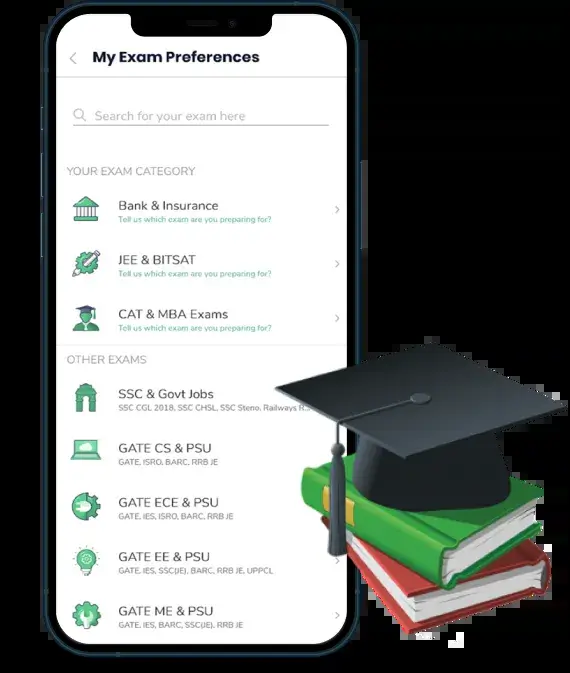 My Exam Preferences
Search for your exam here
YOUR EXAM CATEGORY
Bank & Insurance
Tell us which exam are you preparing for?
JEE & BITSAT
Tell us which exam are you preparing for?
CAT & MBA Exams
Tell us which exam are you preparing for?
OTHER EXAMS
SSC & Govt Jobs
SSC CGL 2018, SSC CHSL, SSC Steno, Railways R...
GATE CS & PSU
GATE, ISRO, BARC, RRB JE
GATE ECE & PSU
GATE, IES, ISRO, BARC, RRB JE
GATE EE & PSU
GATE, IES, SSC(JE), BARC, RRB JE, UPPCL
GATE ME & PSU
GATE, IES, BARC, SSC(JE), RRB JE